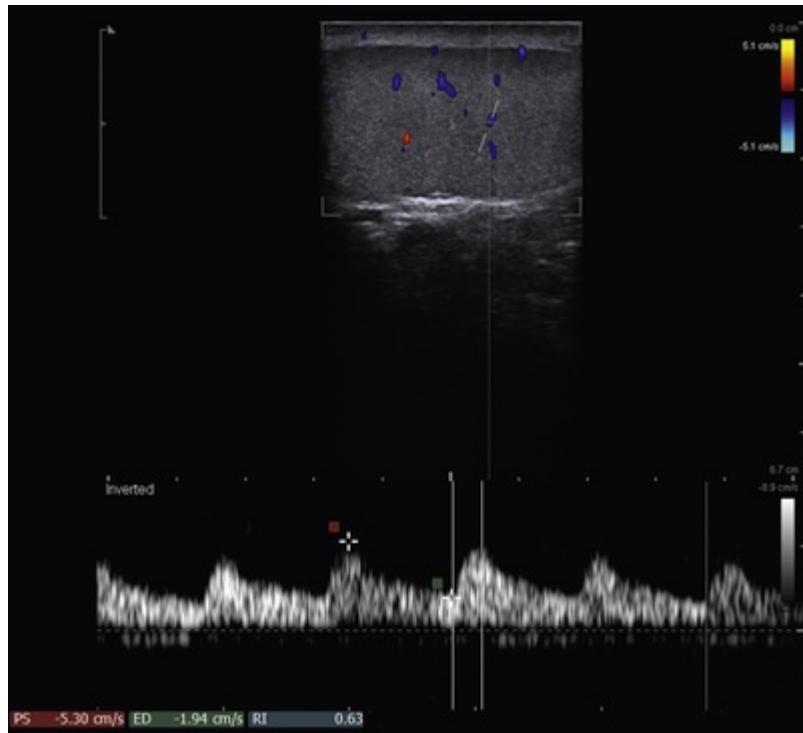 0.0 cm
5.1 cm/s
-5.1 cm/s
6.7 cm
-8.9 cm/s
Inverted
PS -5.30 cm/s ED -1.94 cm/s RI 0.63